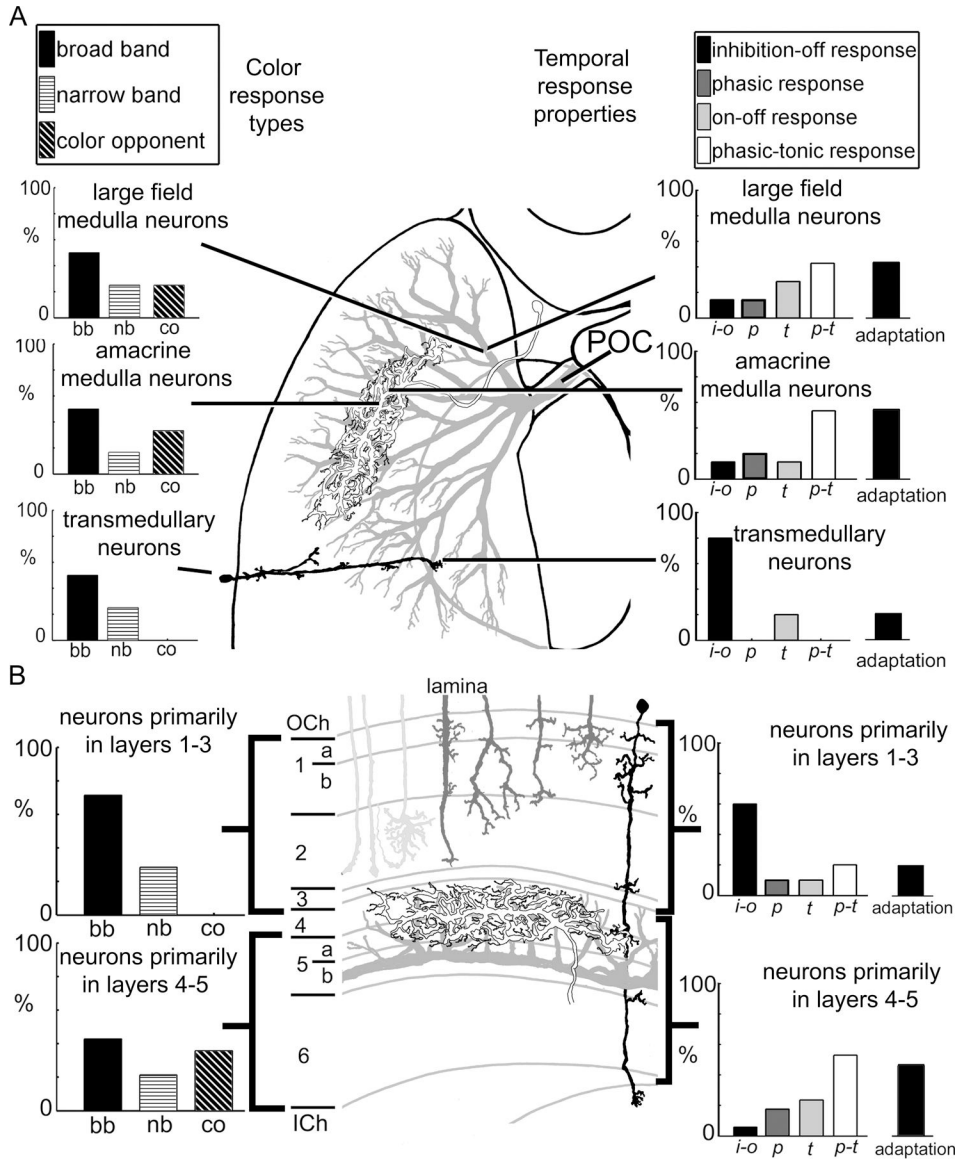 A
broad band
narrow band
color opponent
Color
response
types
Temporal
response
properties
inhibition-off response
phasic response
on-off response
phasic-tonic response
100
%
0
large field
medulla neurons
bb nb co
100
%
0
large field
medulla neurons
i-o p t p-t
adaptation
POC
100
%
0
amacrine
medulla neurons
bb nb co
100
%
0
amacrine
medulla neurons
i-o p t p-t
adaptation
100
%
0
transmedullary
neurons
bb nb co
100
%
0
transmedullary
neurons
i-o p t p-t
adaptation
B
neurons primarily
in layers 1-3
100
%
0
bb nb co
neurons primarily
in layers 4-5
100
%
0
bb nb co
lamina
OCh
a
1
b
2
3
4
a
5
b
6
ICh
neurons primarily
in layers 1-3
100
%
0
i-o p t p-t
adaptation
neurons primarily
in layers 4-5
100
%
0
i-o p t p-t
adaptation